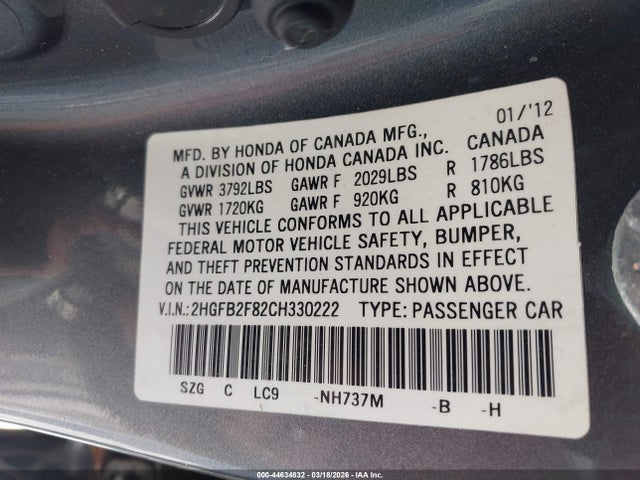 01/'12
MFD. BY HONDA OF CANADA MFG., CANADA
A DIVISION OF HONDA CANADA INC.
GVWR 3792LBS GAWR F 2029LBS R 1786LBS
GVWR 1720KG GAWR F 920KG R 810KG
THIS VEHICLE CONFORMS TO ALL APPLICABLE
FEDERAL MOTOR VEHICLE SAFETY, BUMPER,
AND THEFT PREVENTION STANDARDS IN EFFECT
ON THE DATE OF MANUFACTURE SHOWN ABOVE.
V.I.N.: 2HGFB2F82CH330222 TYPE: PASSENGER CAR
SZG C LC9 -NH737M -B -H
000-44634832 - 03/18/2026 - IAA Inc.